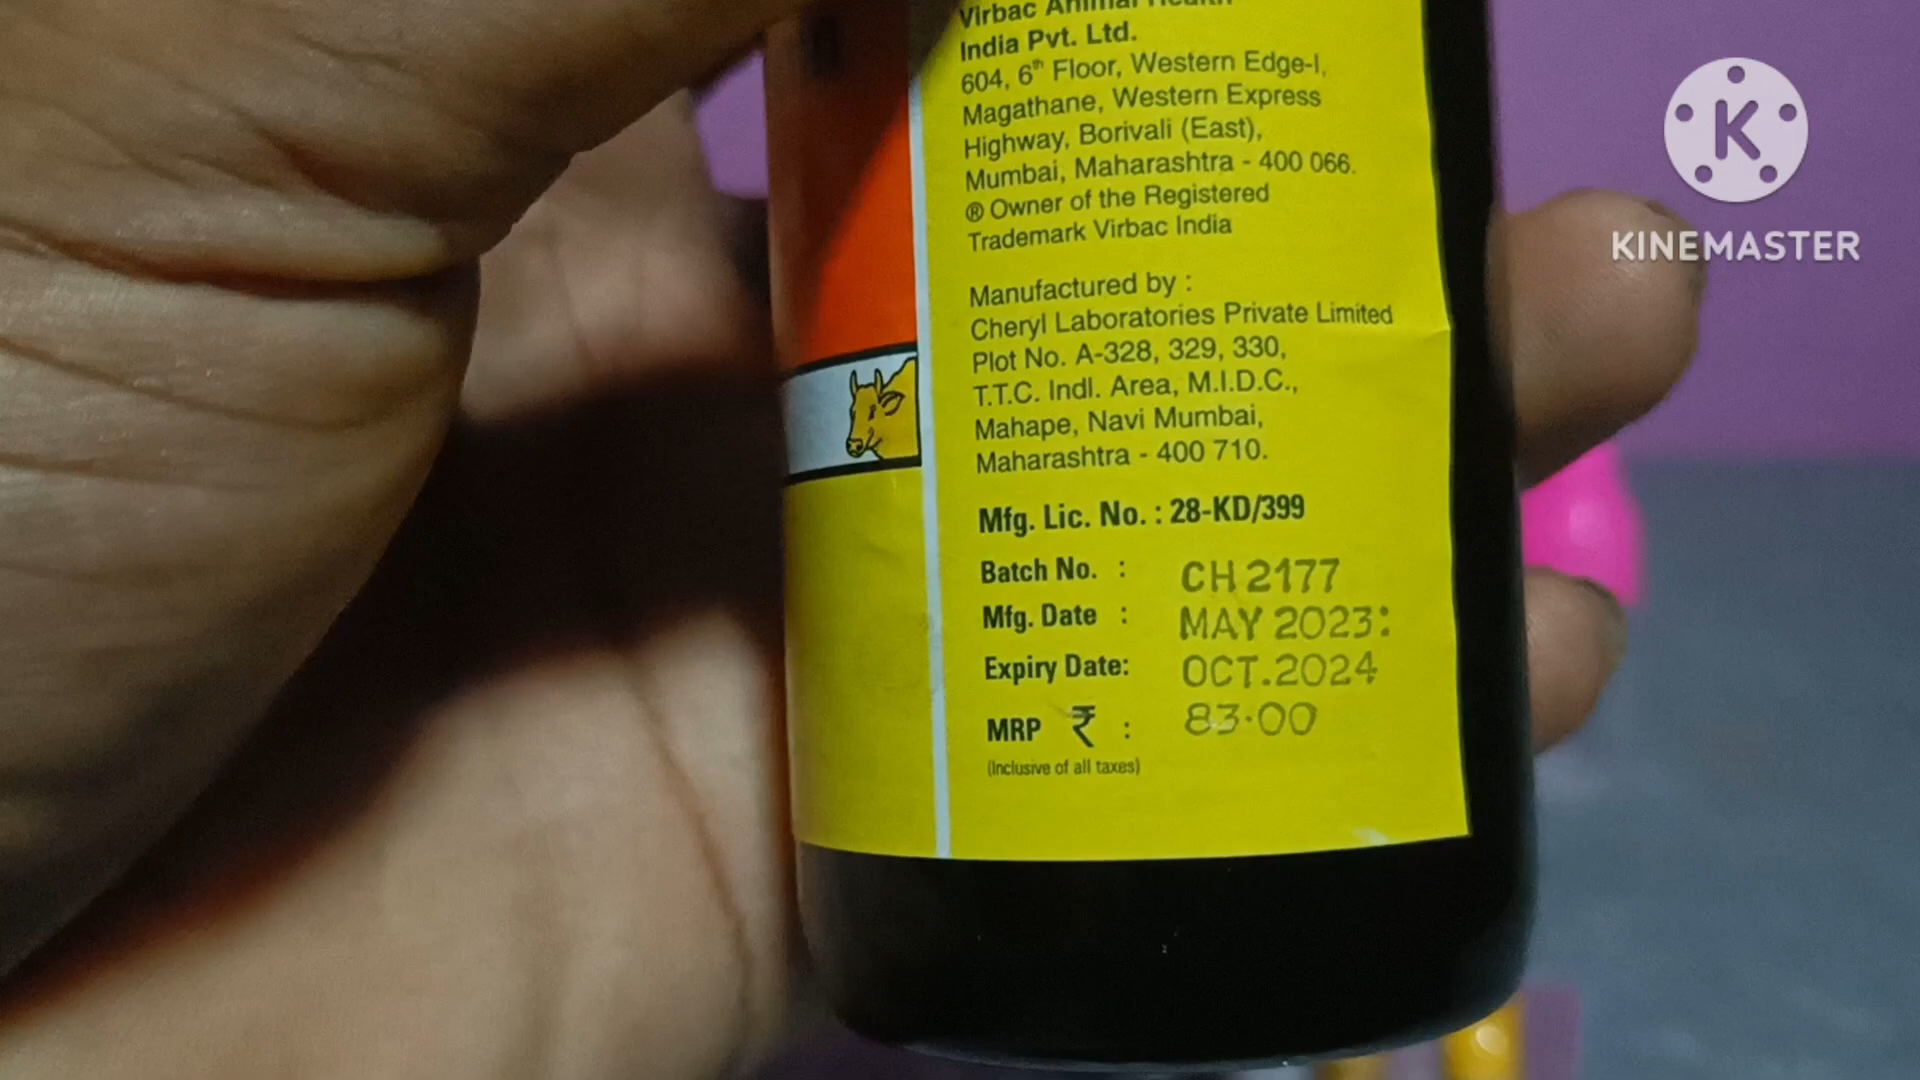 Virbac Animal Health
India Pvt. Ltd.
604, 6th Floor, Western Edge-I,
Magathane, Western Express
Highway, Borivali (East),
Mumbai, Maharashtra - 400 066.
® Owner of the Registered
Trademark Virbac India
Manufactured by :
Cheryl Laboratories Private Limited
Plot No. A-328, 329, 330,
T.T.C. Indl. Area, M.I.D.C.,
Mahape, Navi Mumbai,
Maharashtra - 400 710.
Mfg. Lic. No. : 28-KD/399
Batch No. : CH 2177
Mfg. Date : MAY 2023:
Expiry Date: OCT.2024
MRP ₹ : 83·00
(Inclusive of all taxes)
K
KINEMASTER